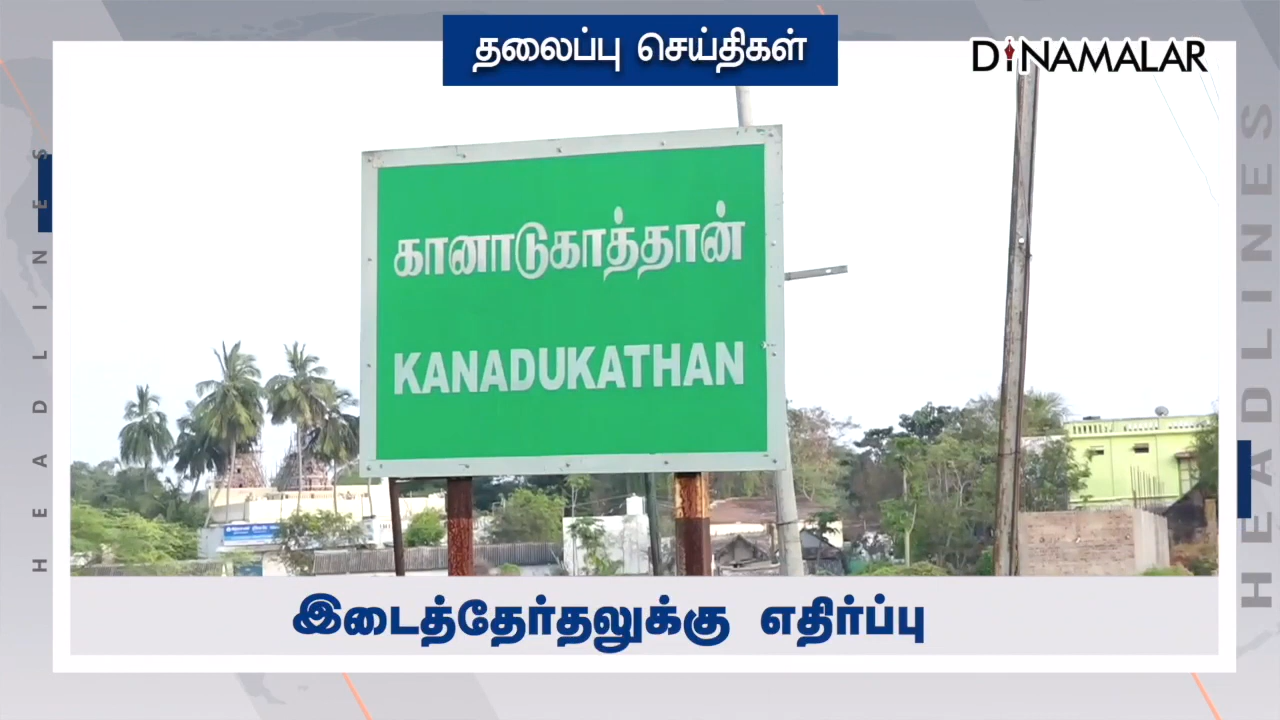 தலைப்பு செய்திகள்
DINAMALAR
கானாடுகாத்தான்
KANADUKATHAN
இடைத்தேர்தலுக்கு எதிர்ப்பு
HEADLINES
HEADLINES